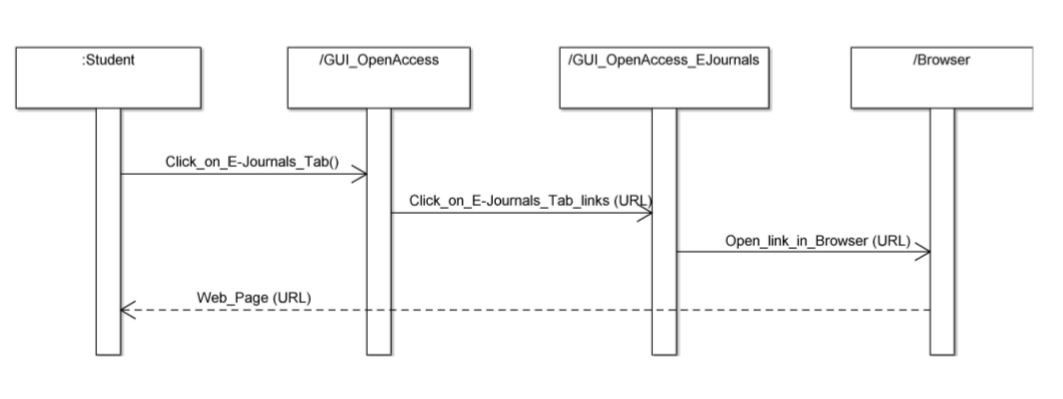 :Student
/GUI_OpenAccess
/GUI_OpenAccess_EJournals
/Browser
Click_on_E-Journals_Tab()
Click_on_E-Journals_Tab_links (URL)
Open_link_in_Browser (URL)
Web_Page (URL)